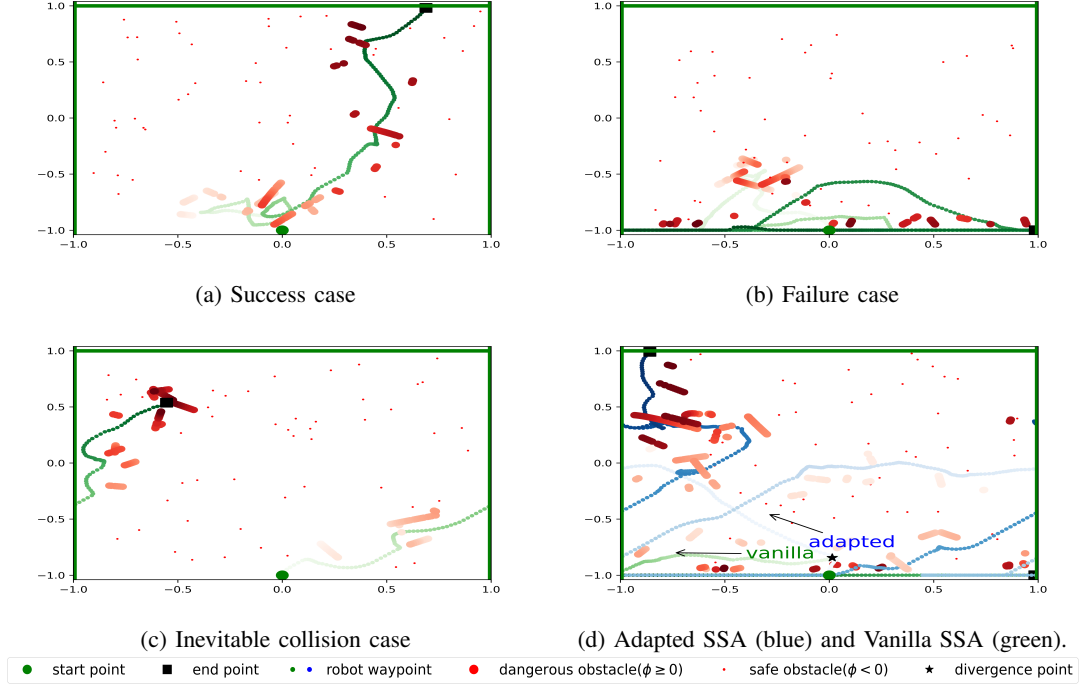 1.0
0.5
0.0
−0.5
−1.0
−1.0 −0.5 0.0 0.5 1.0
(a) Success case
1.0
0.5
0.0
−0.5
−1.0
−1.0 −0.5 0.0 0.5 1.0
(b) Failure case
1.0
0.5
0.0
−0.5
−1.0
−1.0 −0.5 0.0 0.5 1.0
(c) Inevitable collision case
1.0
0.5
0.0
−0.5
−1.0
adapted
vanilla
−1.0 −0.5 0.0 0.5 1.0
(d) Adapted SSA (blue) and Vanilla SSA (green).
start point end point robot waypoint dangerous obstacle(ϕ ≥ 0) safe obstacle(ϕ < 0) divergence point